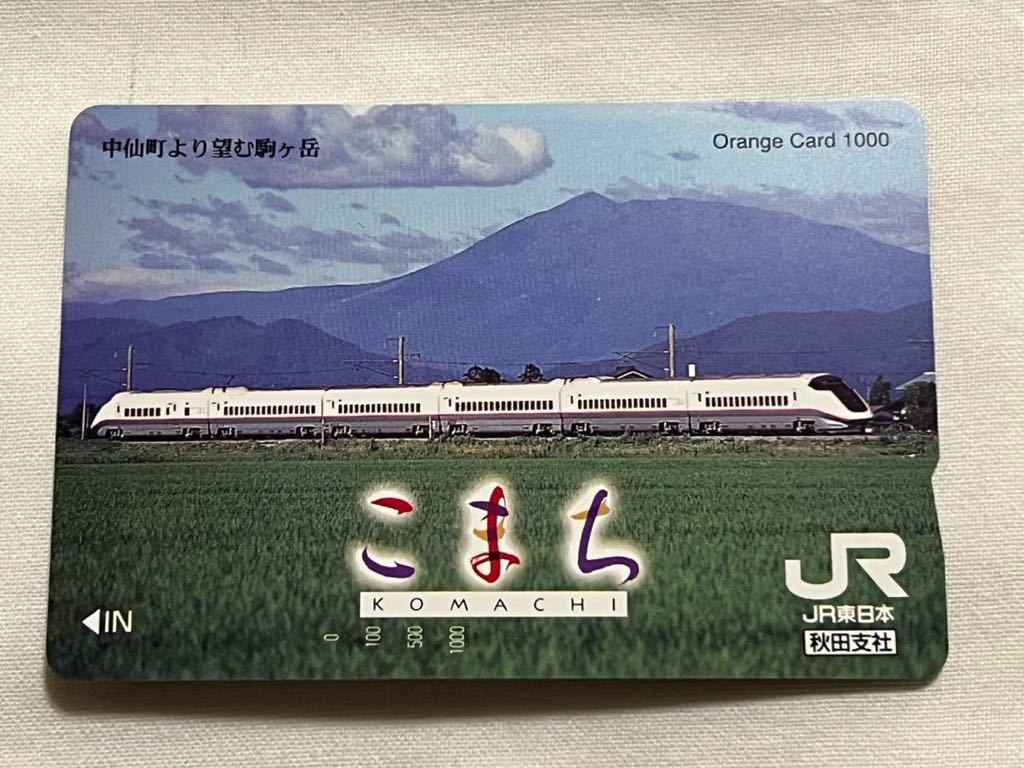 中仙町より望む駒ヶ岳
Orange Card 1000
こまち
KOMACHI
◀IN
0 100 500 1000
JR
JR東日本
秋田支社